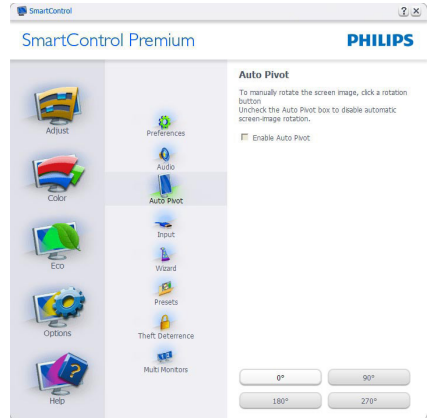 SmartControl
SmartControl Premium
PHILIPS
Adjust
Color
Eco
Options
Help
Preferences
Audio
Auto Pivot
Input
Wizard
Presets
Theft Deterrence
Multi Monitors
Auto Pivot
To manually rotate the screen image, click a rotation
button
Uncheck the Auto Pivot box to disable automatic
screen-image rotation.
Enable Auto Pivot
0°
90°
180°
270°